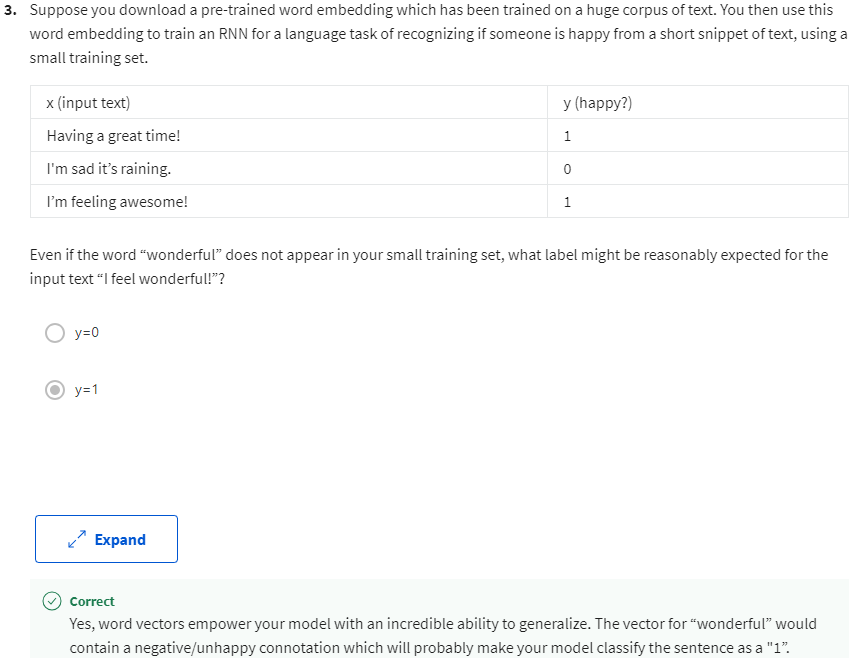 3. Suppose you download a pre-trained word embedding which has been trained on a huge corpus of text. You then use this
word embedding to train an RNN for a language task of recognizing if someone is happy from a short snippet of text, using a
small training set.
x (input text) y (happy?)
Having a great time! 1
I'm sad it’s raining. 0
I’m feeling awesome! 1
Even if the word “wonderful” does not appear in your small training set, what label might be reasonably expected for the
input text “I feel wonderful!”?
y=0
y=1
Expand
Correct
Yes, word vectors empower your model with an incredible ability to generalize. The vector for “wonderful” would
contain a negative/unhappy connotation which will probably make your model classify the sentence as a "1”.